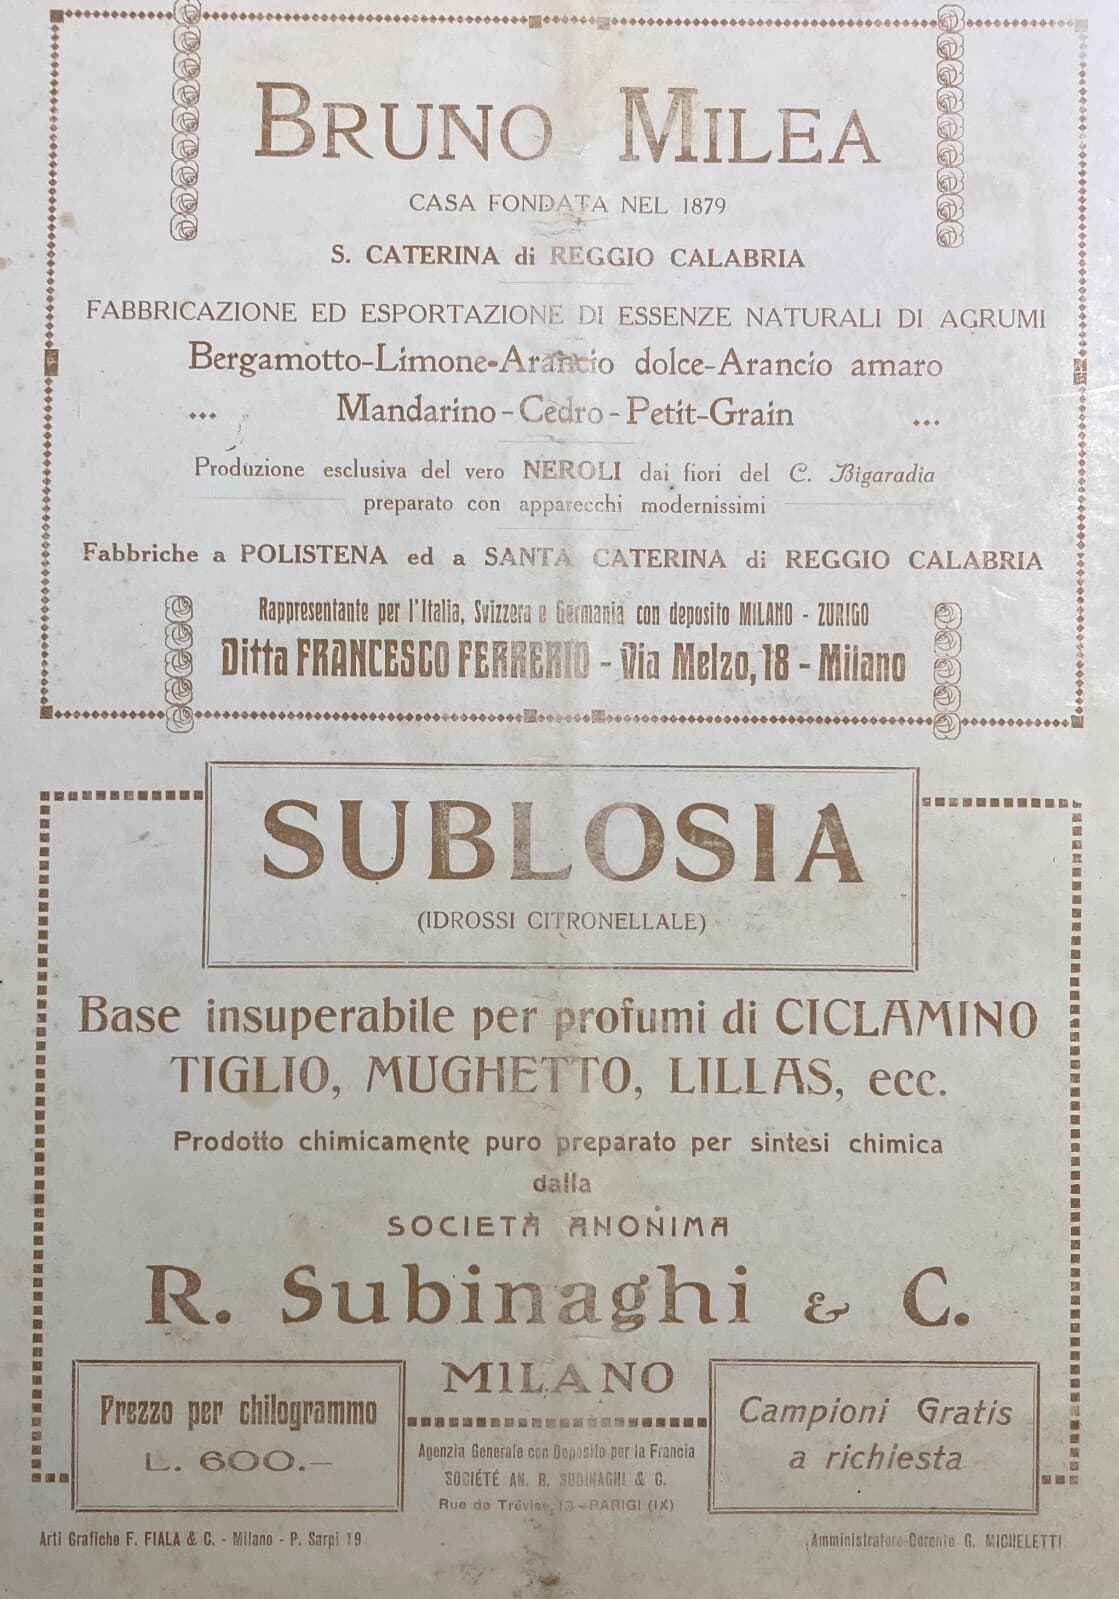 BRUNO MILEA
CASA FONDATA NEL 1879
S. CATERINA di REGGIO CALABRIA
FABBRICAZIONE ED ESPORTAZIONE DI ESSENZE NATURALI DI AGRUMI
Bergamotto-Limone-Arancio dolce-Arancio amaro
... Mandarino - Cedro - Petit-Grain ...
Produzione esclusiva del vero NEROLI dai fiori del C. Bigaradia
preparato con apparecchi modernissimi
Fabbriche a POLISTENA ed a SANTA CATERINA di REGGIO CALABRIA
Rappresentante per l'Italia, Svizzera e Germania con deposito MILANO - ZURIGO
Ditta FRANCESCO FERRERIO - Via Melzo, 18 - Milano
SUBLOSIA
(IDROSSI CITRONELLALE)
Base insuperabile per profumi di CICLAMINO
TIGLIO, MUGHETTO, LILLAS, ecc.
Prodotto chimicamente puro preparato per sintesi chimica
dalla
SOCIETÀ ANONIMA
R. Subinaghi & C.
MILANO
Prezzo per chilogrammo
L. 600.—
Agenzia Generale con Deposito per la Francia
SOCIÉTÉ AN. R. SUBINAGHI & C.
Rue de Trévise, - PARIGI (IX)
Campioni Gratis
a richiesta
Arti Grafiche F. FIALA & C. - Milano - P. Sarpi 19
Amministratore-Gerente G. MICHELETTI